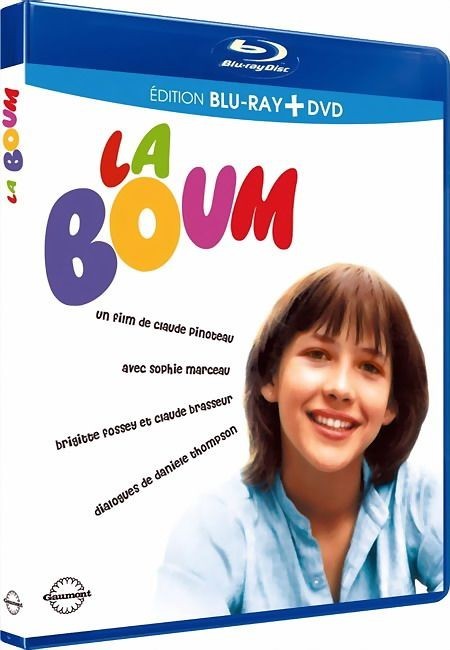 Blu-ray Disc
ÉDITION BLU-RAY + DVD
LA
BOUM
un film de claude pinoteau
avec sophie marceau
brigitte fossey et claude brasseur
dialogues de daniele thompson
Gaumont
LA BOUM